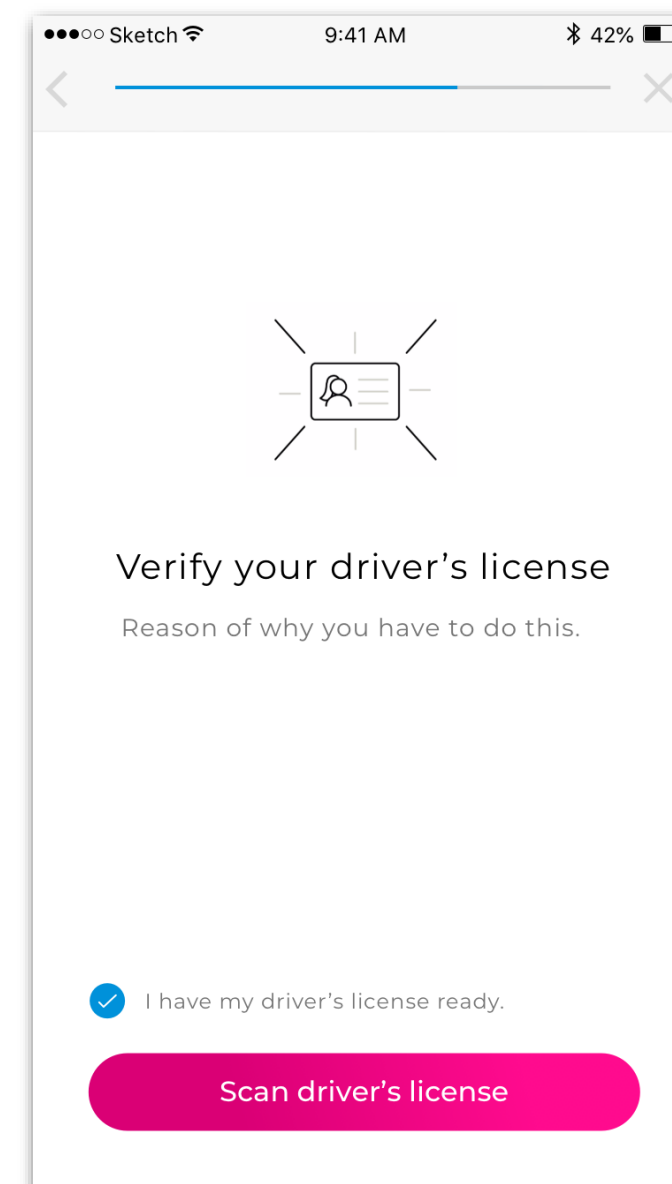 Sketch 9:41 AM 42%
Verify your driver’s license
Reason of why you have to do this.
I have my driver’s license ready.
Scan driver’s license